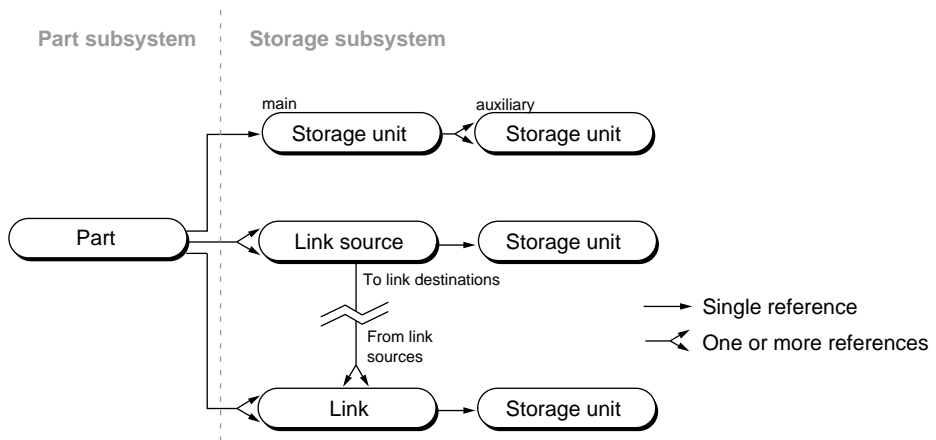 Part subsystem
Storage subsystem
main
auxiliary
Storage unit
Storage unit
Part
Link source
Storage unit
To link destinations
Single reference
From link
sources
One or more references
Link
Storage unit